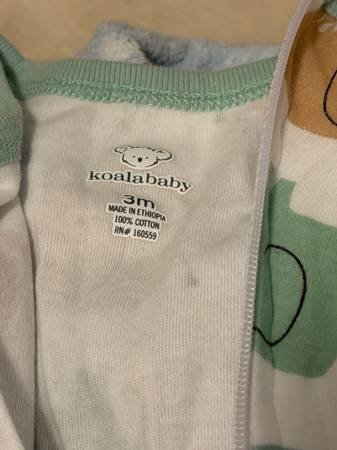 koalababy
3m
MADE IN ETHIOPIA
100% COTTON
RN# 160559